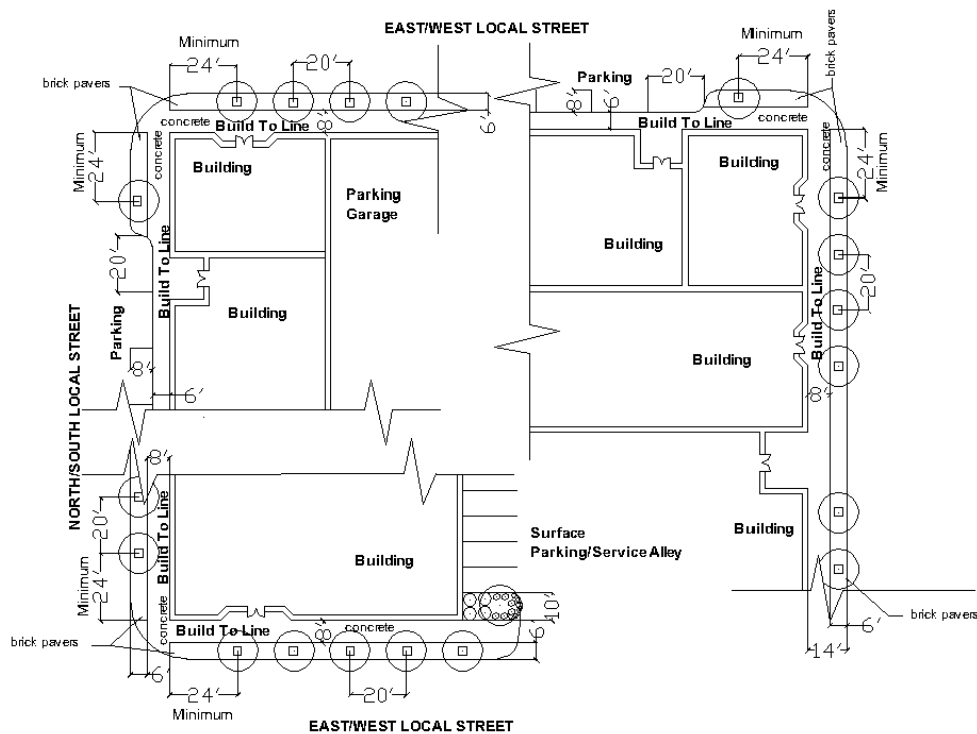 EAST/WEST LOCAL STREET
Minimum
24'
20'
brick pavers
concrete
Build To Line
8'
6'
Parking
8'
6'
20'
Minimum
24'
brick pavers
Build To Line
concrete
concrete
Minimum
24'
concrete
24'
Minimum
Building
Parking
Garage
Building
Building
20'
Build To Line
Parking
8'
6'
Building
20'
Build To Line
Building
8'
NORTH/SOUTH LOCAL STREET
8'
20'
Build To Line
24'
Minimum
Building
Surface
Parking/Service Alley
Building
10'
concrete
Build To Line
8'
concrete
6'
brick pavers
6'
24'
Minimum
20'
14'
6'
brick pavers
EAST/WEST LOCAL STREET